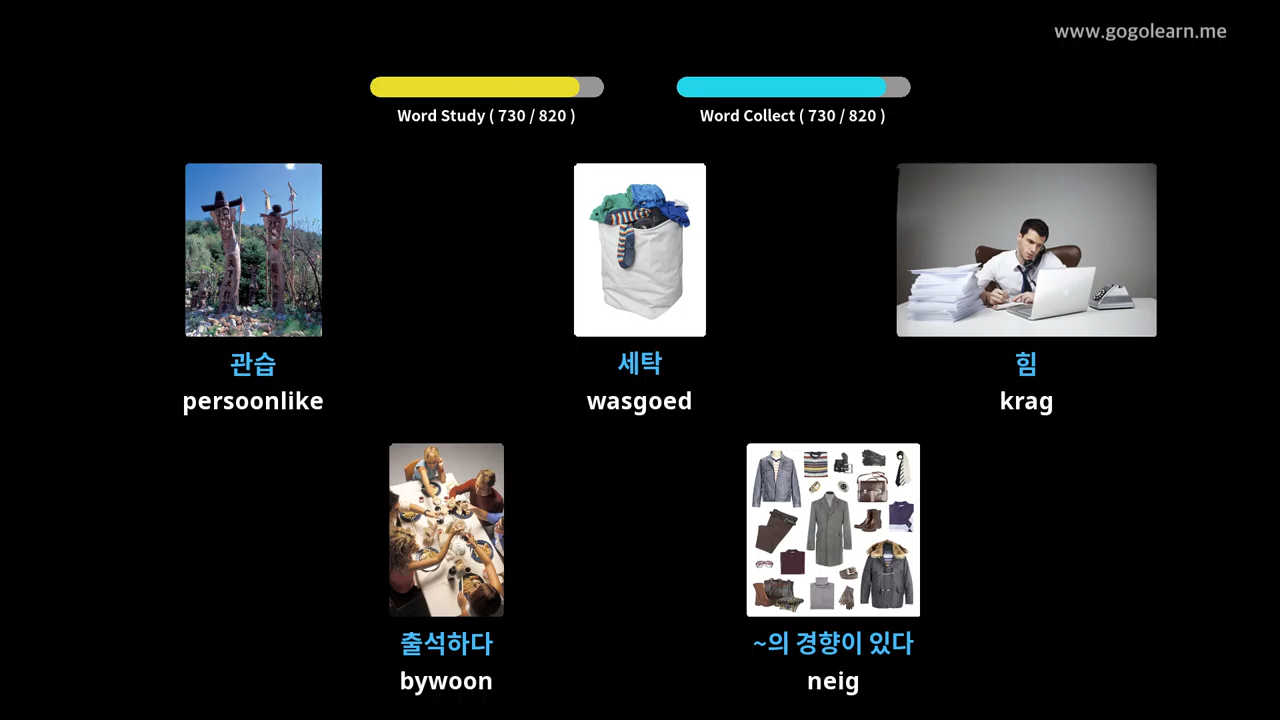 www.gogolearn.me
Word Study ( 730 / 820 )
Word Collect ( 730 / 820 )
관습
persoonlike
세탁
wasgoed
힘
krag
출석하다
bywoon
~의 경향이 있다
neig